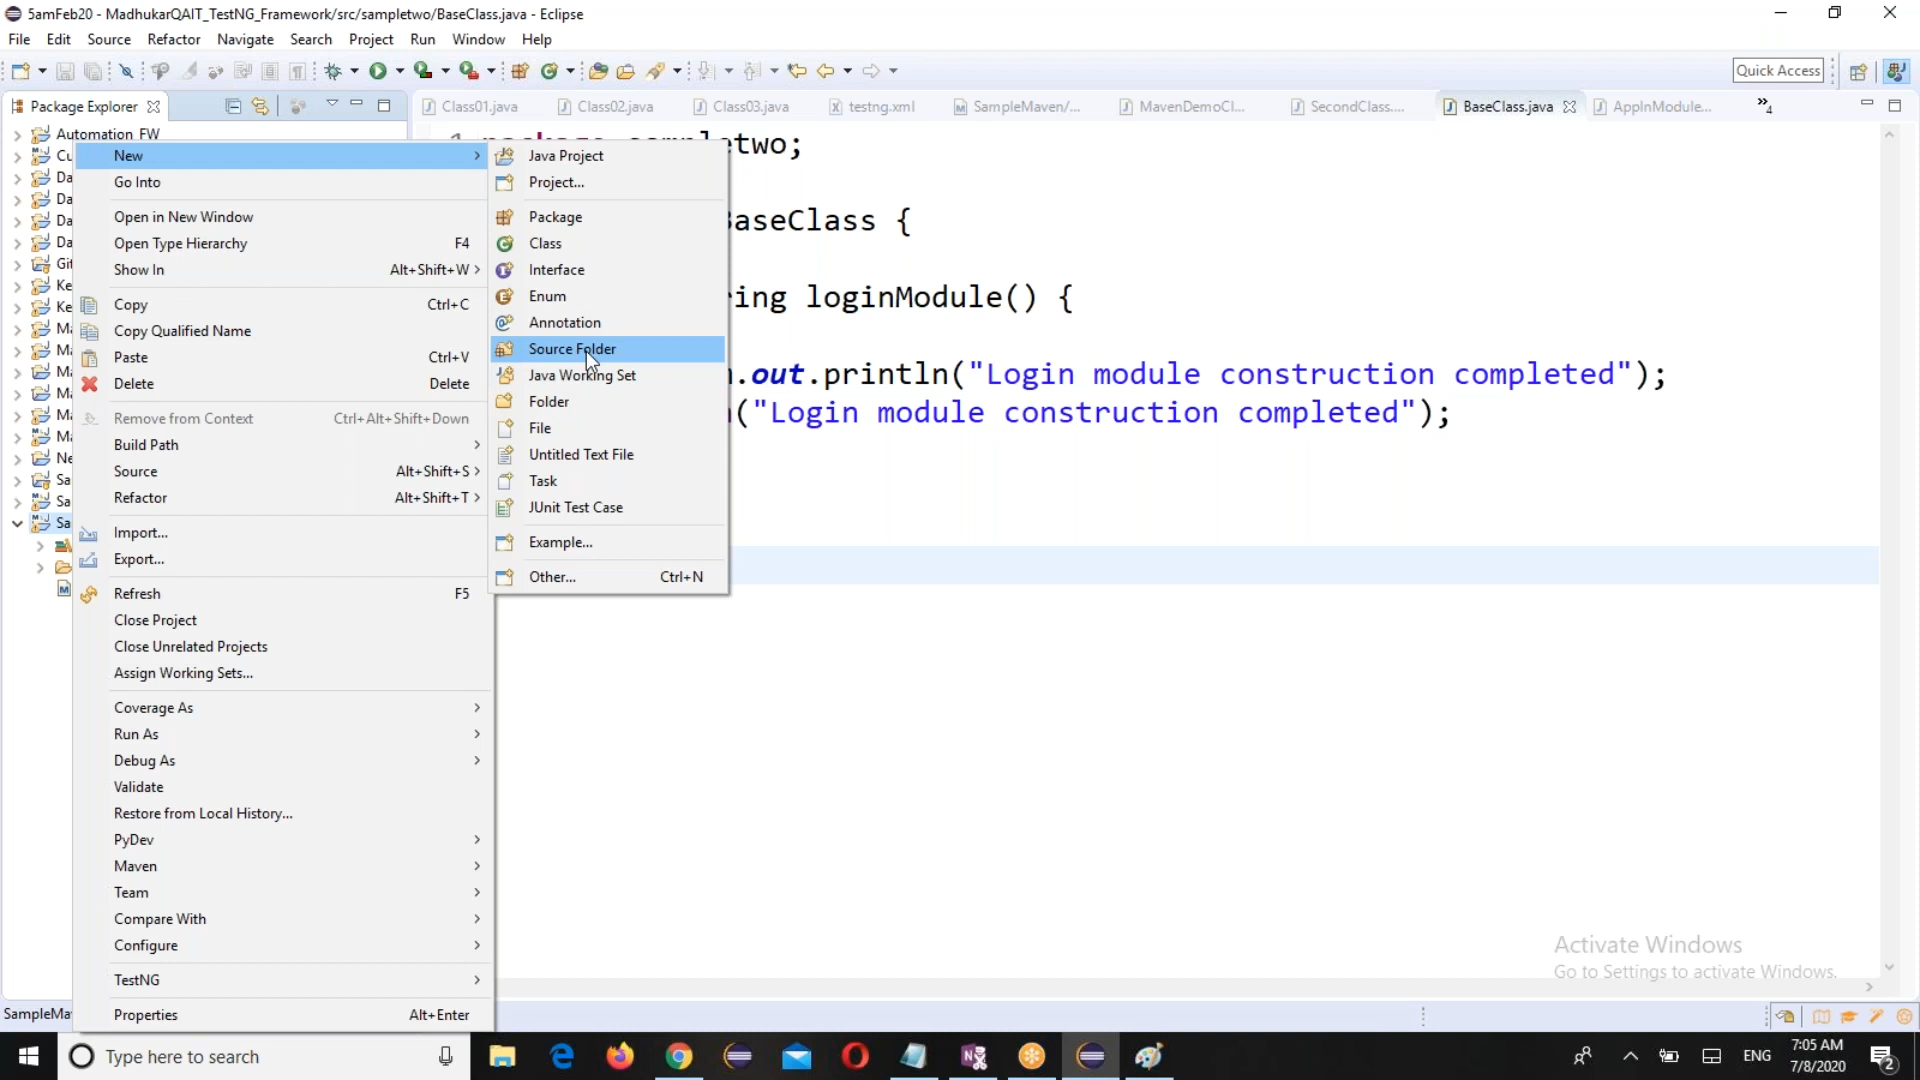 5amFeb20 - MadhukarQAIT_TestNG_Framework/src/sampletwo/BaseClass.java - Eclipse
File Edit Source Refactor Navigate Search Project Run Window Help
Quick Access
Package Explorer
Class01.java Class02.java Class03.java testng.xml SampleMaven/... MavenDemoCl... SecondClass.... BaseClass.java AppInModule... »4
Automation_FW
New
Go Into
Open in New Window
Open Type Hierarchy F4
Show In Alt+Shift+W >
Copy Ctrl+C
Copy Qualified Name
Paste Ctrl+V
Delete Delete
Remove from Context Ctrl+Alt+Shift+Down
Build Path
Source Alt+Shift+S >
Refactor Alt+Shift+T >
Import...
Export...
Refresh F5
Close Project
Close Unrelated Projects
Assign Working Sets...
Coverage As
Run As
Debug As
Validate
Restore from Local History...
PyDev
Maven
Team
Compare With
Configure
TestNG
Properties Alt+Enter
Java Project
Project...
Package
Class
Interface
Enum
Annotation
Source Folder
Java Working Set
Folder
File
Untitled Text File
Task
JUnit Test Case
Example...
Other... Ctrl+N
two;
BaseClass {
ing loginModule() {
.out.println("Login module construction completed");
("Login module construction completed");
Activate Windows
Go to Settings to activate Windows.
SampleMa
Type here to search
ENG
7:05 AM
7/8/2020
2